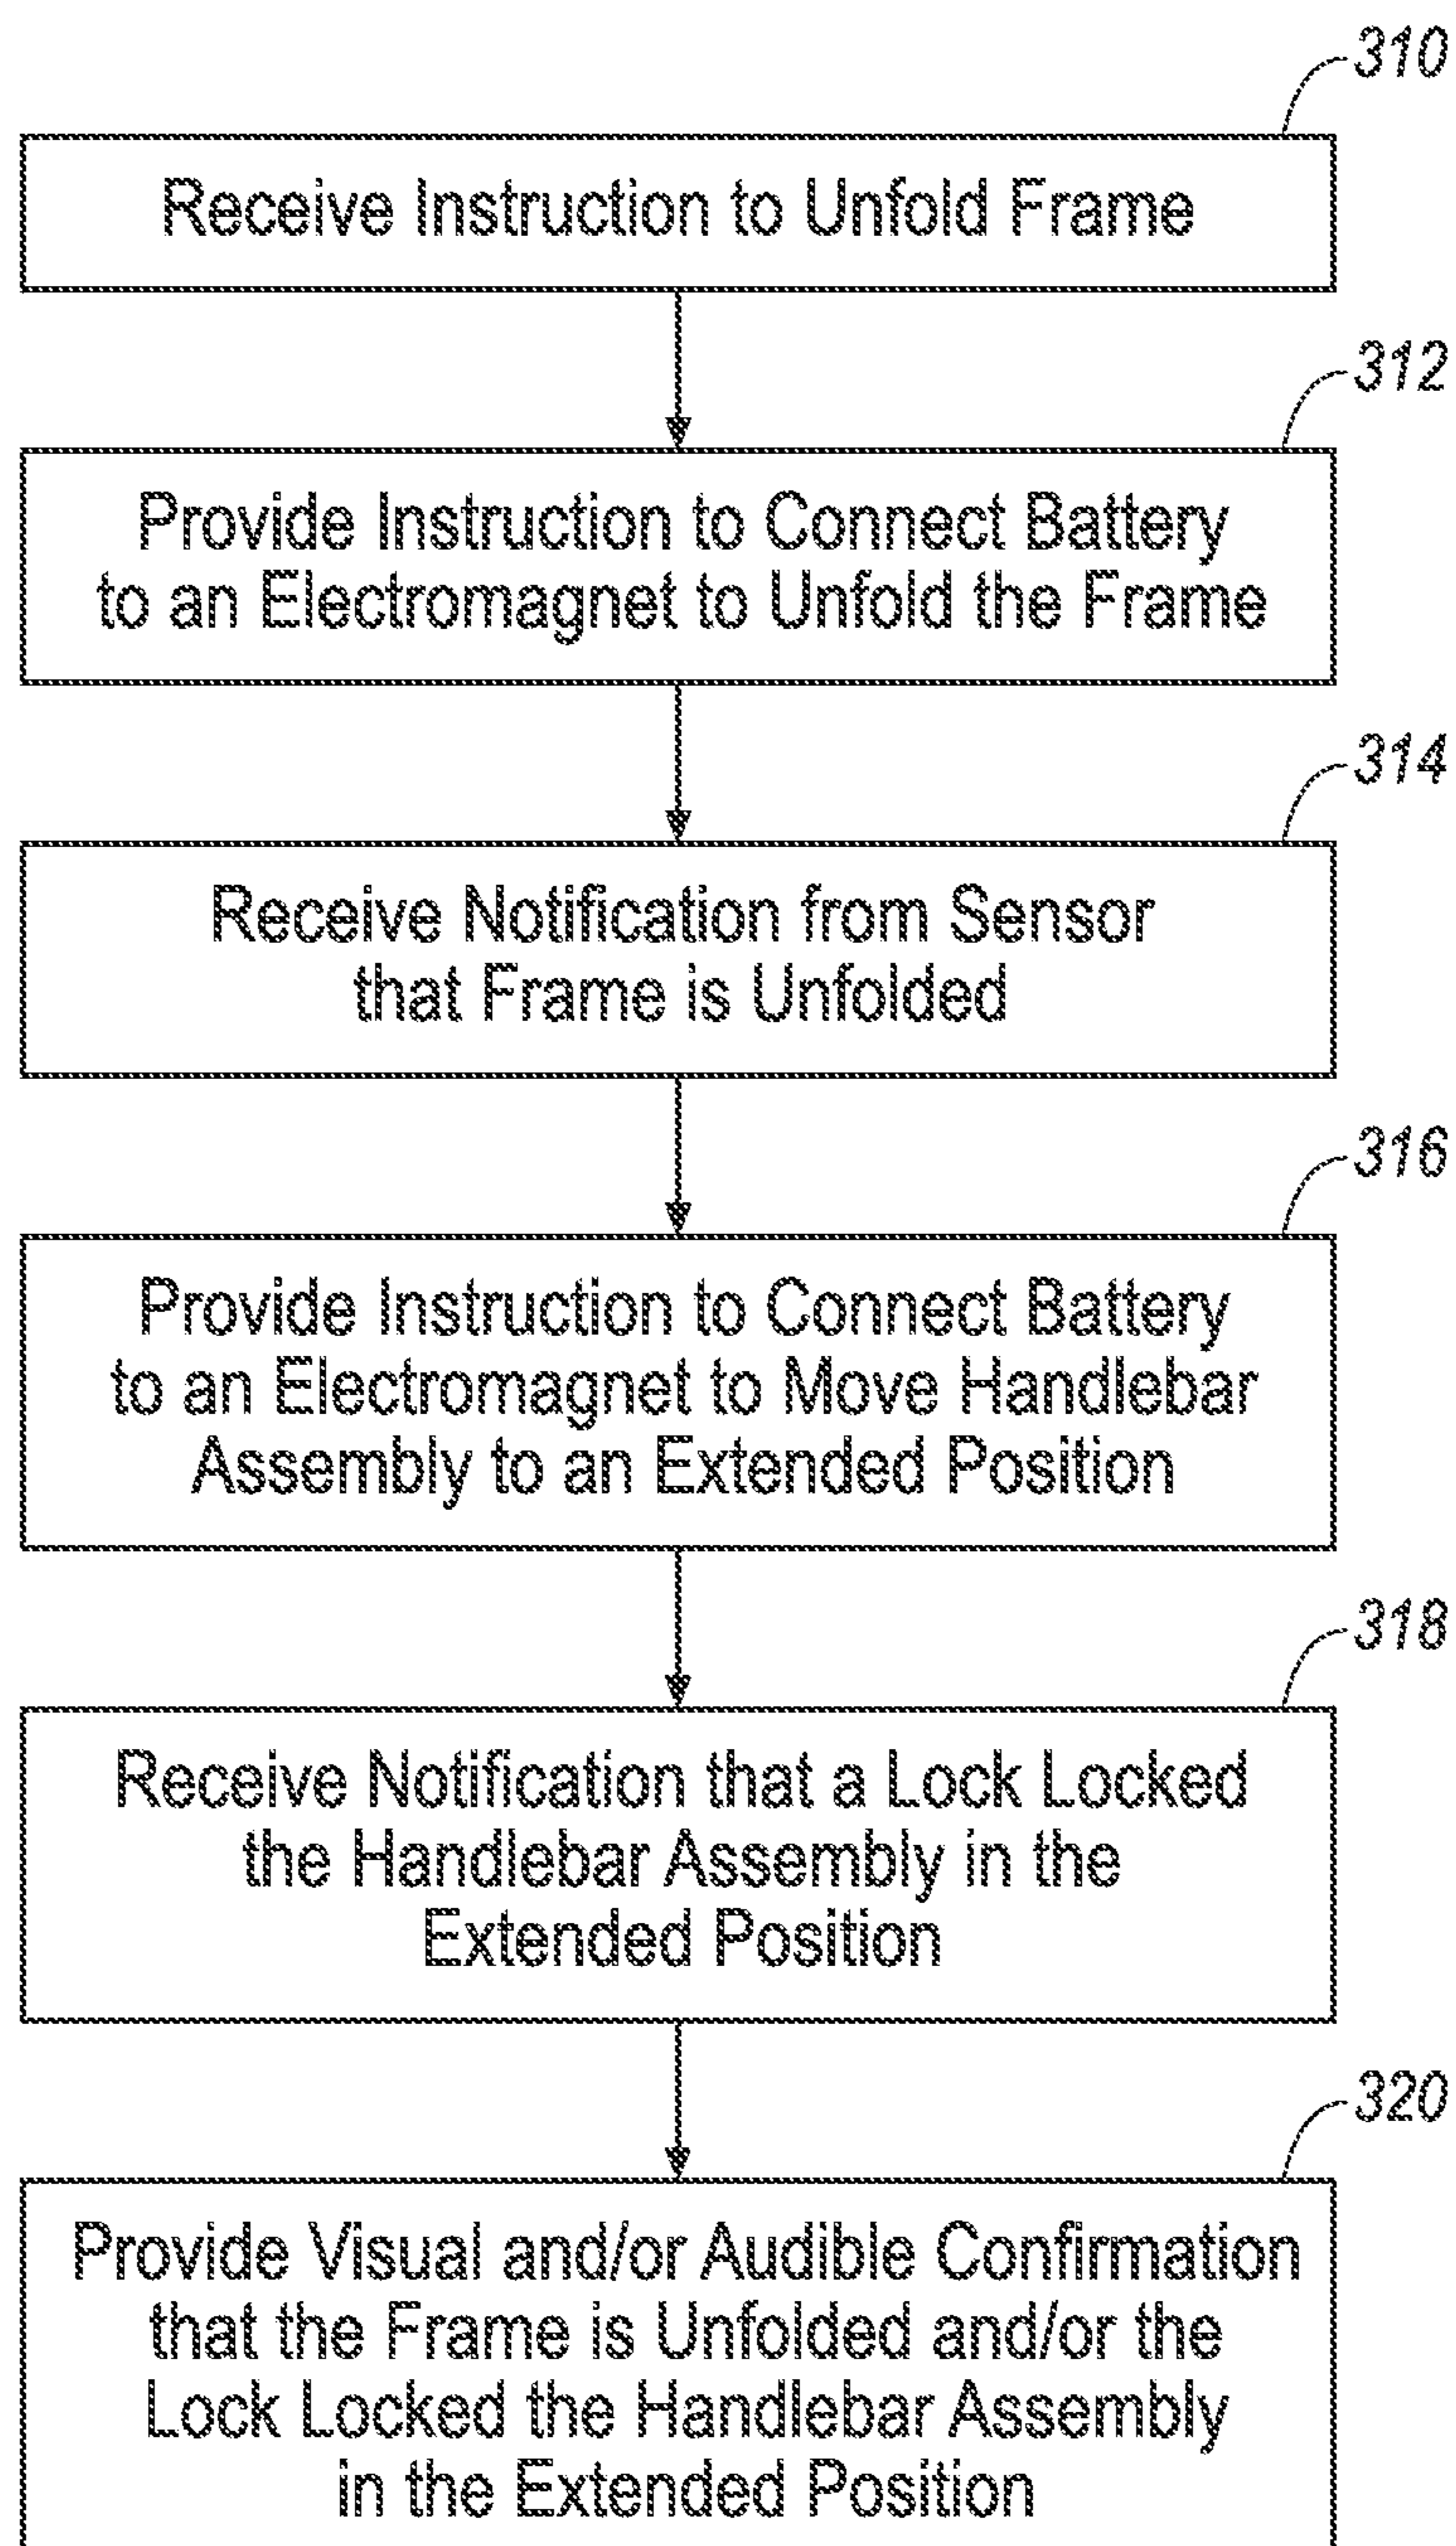 310
Receive Instruction to Unfold Frame
312
Provide Instruction to Connect Battery
to an Electromagnet to Unfold the Frame
314
Receive Notification from Sensor
that Frame is Unfolded
316
Provide Instruction to Connect Battery
to an Electromagnet to Move Handlebar
Assembly to an Extended Position
318
Receive Notification that a Lock Locked
the Handlebar Assembly in the
Extended Position
320
Provide Visual and/or Audible Confirmation
that the Frame is Unfolded and/or the
Lock Locked the Handlebar Assembly
in the Extended Position